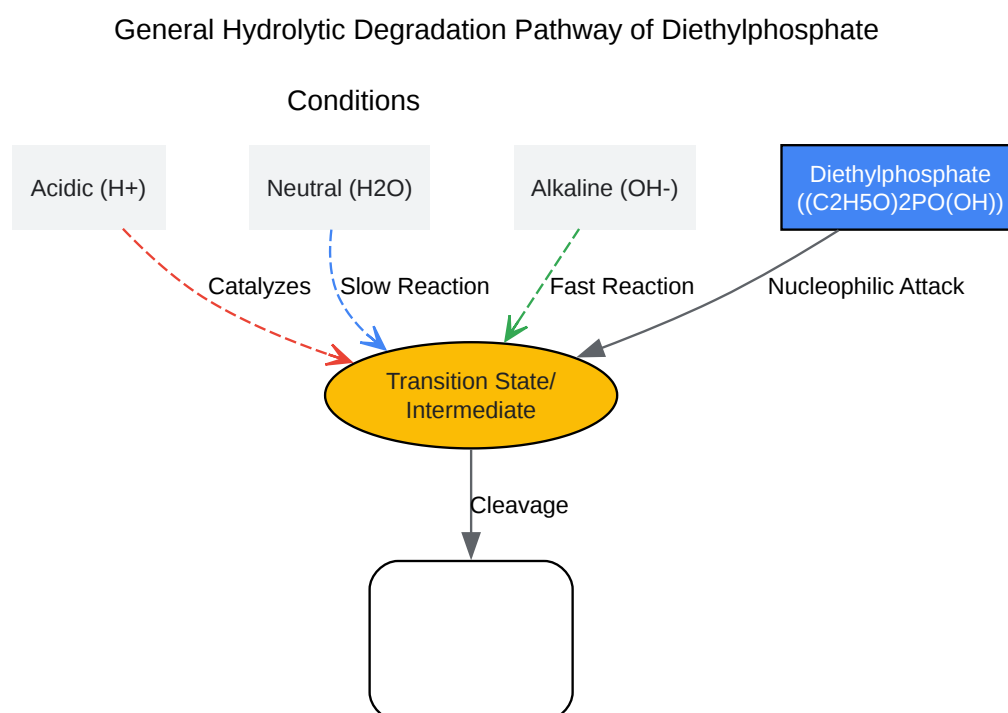 General Hydrolytic Degradation Pathway of Diethylphosphate
Conditions
Acidic (H+)
Neutral (H2O)
Alkaline (OH-)
Diethylphosphate
((C2H5O)2PO(OH))
Catalyzes
Slow Reaction
Fast Reaction
Nucleophilic Attack
Transition State/
Intermediate
Cleavage